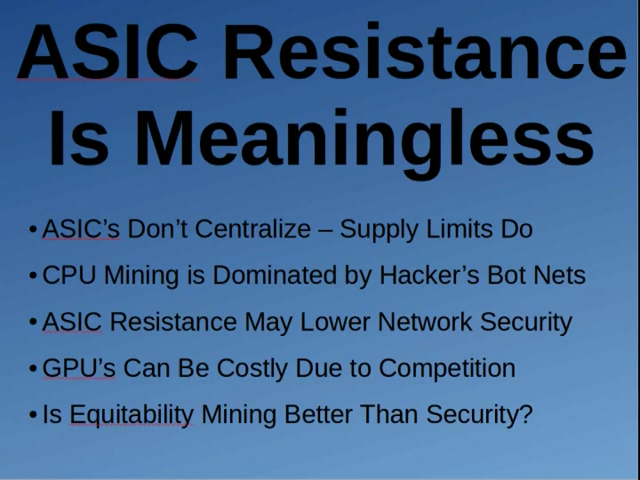 ASIC Resistance
Is Meaningless
• ASIC’s Don’t Centralize – Supply Limits Do
• CPU Mining is Dominated by Hacker’s Bot Nets
• ASIC Resistance May Lower Network Security
• GPU’s Can Be Costly Due to Competition
• Is Equitability Mining Better Than Security?